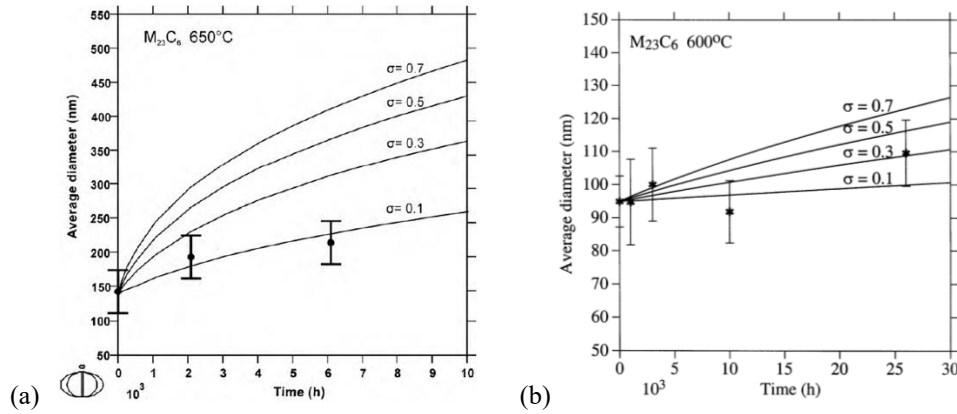 M23C6 650°C
σ= 0.7
σ= 0.5
σ= 0.3
σ= 0.1
Average diameter (nm)
550
500
450
400
350
300
250
200
150
100
50
0 1 2 3 4 5 6 7 8 9 10
10³ Time (h)
(a)
M23C6 600°C
σ = 0.7
σ = 0.5
σ = 0.3
σ = 0.1
Average diameter (nm)
150
140
130
120
110
100
90
80
70
60
50
0 5 10 15 20 25 30
10³ Time (h)
(b)